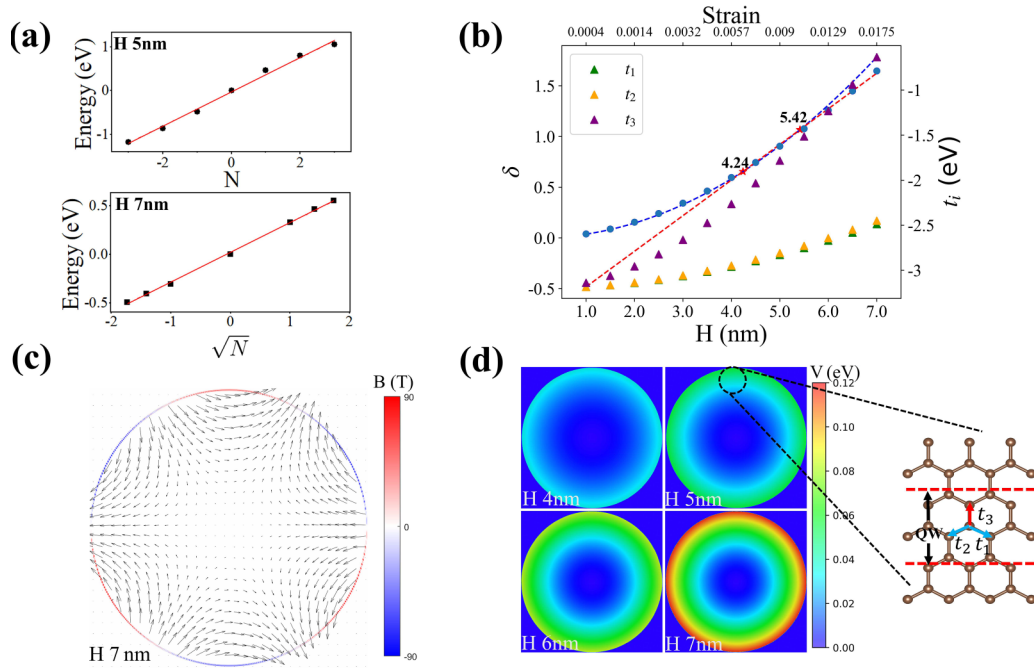 (a)
H 5nm
Energy (eV)
1
0
-1
-2
0
2
N
H 7nm
Energy (eV)
0.5
0.0
-0.5
-2
-1
0
1
2
√N
(b)
Strain
0.0004 0.0014 0.0032 0.0057 0.009 0.0129 0.0175
t1
t2
t3
δ
1.5
1.0
0.5
0.0
-0.5
4.24
5.42
-1
-1.5
-2
-2.5
-3
ti (eV)
1.0 2.0 3.0 4.0 5.0 6.0 7.0
H (nm)
(c)
B (T)
90
0
-90
H 7 nm
(d)
V (eV)
0.12
0.10
0.08
0.06
0.04
0.02
0.00
H 4nm
H 5nm
H 6nm
H 7nm
QW
t3
t2 t1